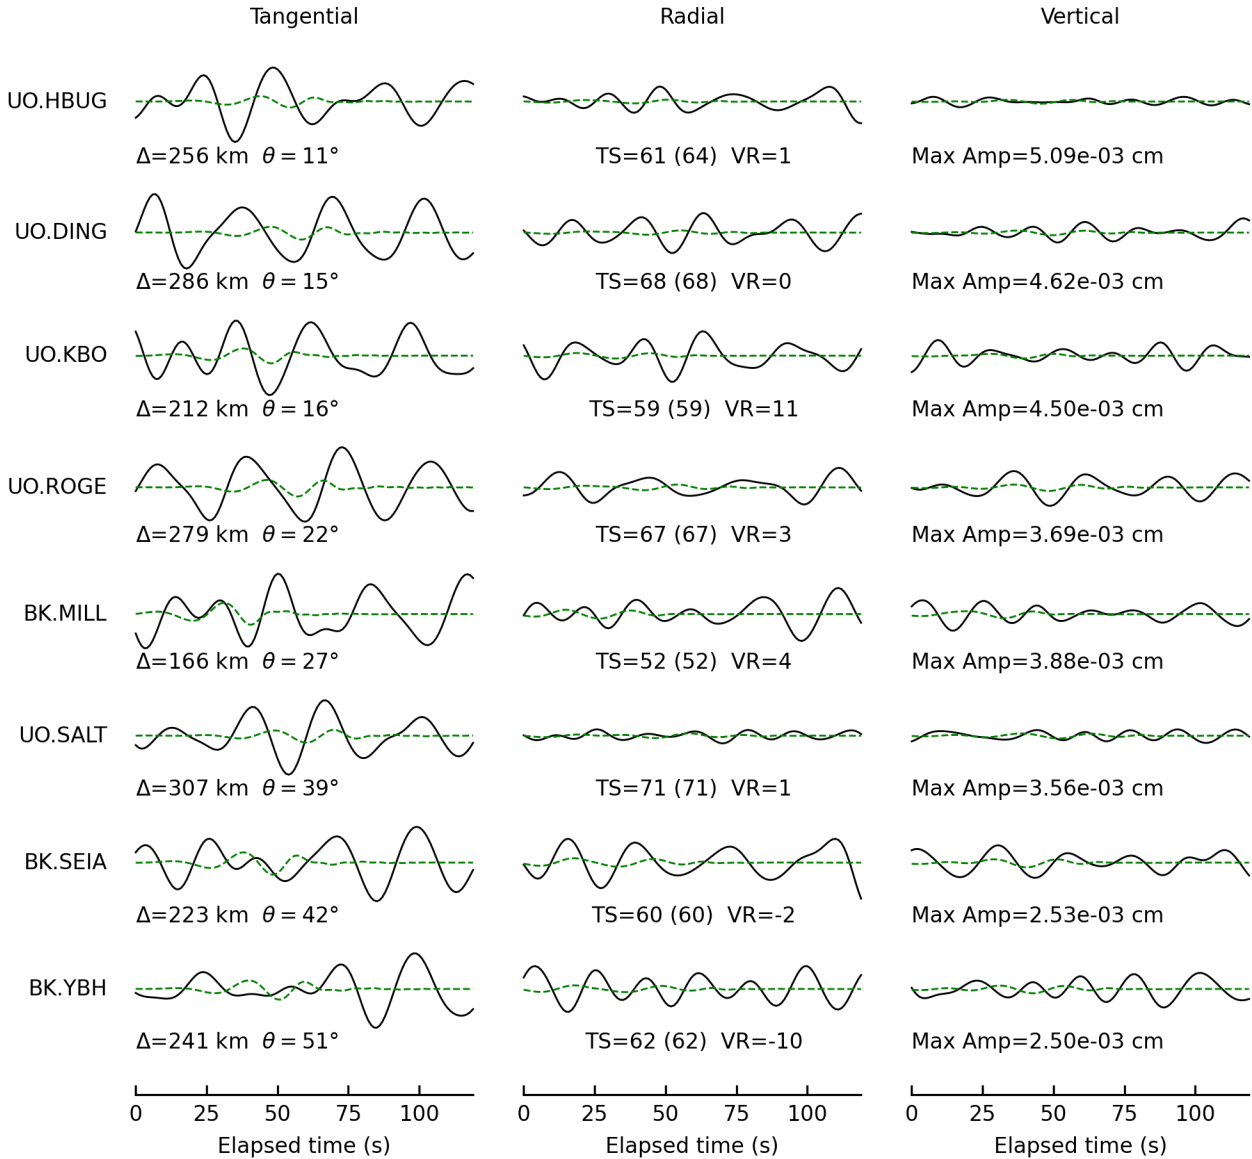 Tangential Radial Vertical
UO.HBUG
Δ=256 km θ = 11° TS=61 (64) VR=1 Max Amp=5.09e-03 cm
UO.DING
Δ=286 km θ = 15° TS=68 (68) VR=0 Max Amp=4.62e-03 cm
UO.KBO
Δ=212 km θ = 16° TS=59 (59) VR=11 Max Amp=4.50e-03 cm
UO.ROGE
Δ=279 km θ = 22° TS=67 (67) VR=3 Max Amp=3.69e-03 cm
BK.MILL
Δ=166 km θ = 27° TS=52 (52) VR=4 Max Amp=3.88e-03 cm
UO.SALT
Δ=307 km θ = 39° TS=71 (71) VR=1 Max Amp=3.56e-03 cm
BK.SEIA
Δ=223 km θ = 42° TS=60 (60) VR=-2 Max Amp=2.53e-03 cm
BK.YBH
Δ=241 km θ = 51° TS=62 (62) VR=-10 Max Amp=2.50e-03 cm
0 25 50 75 100 0 25 50 75 100 0 25 50 75 100
Elapsed time (s) Elapsed time (s) Elapsed time (s)